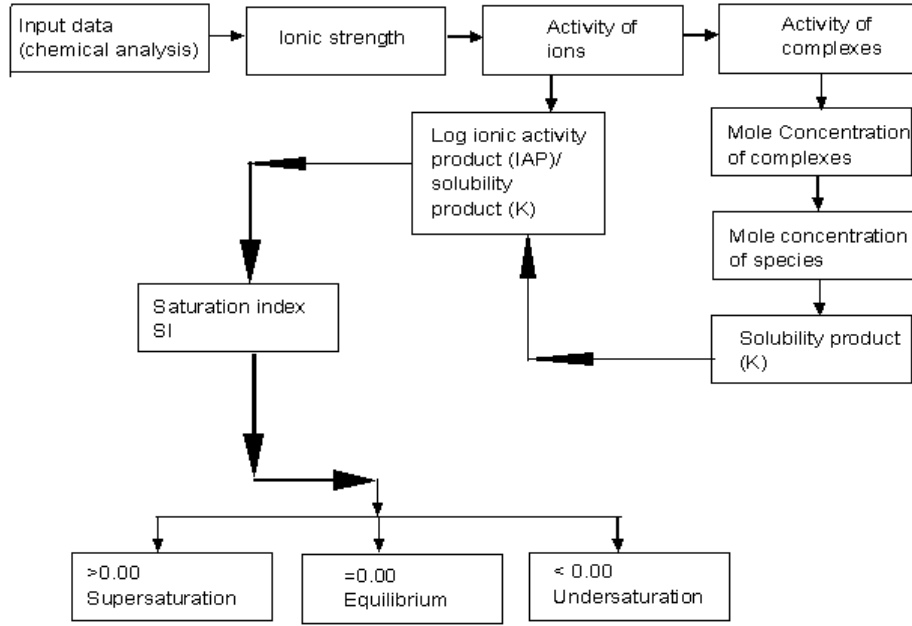 Input data
(chemical analysis)
Ionic strength
Activity of
ions
Activity of
complexes
Log ionic activity
product (IAP)/
solubility
product (K)
Mole Concentration
of complexes
Mole concentration
of species
Solubility product
(K)
Saturation index
SI
>0.00
Supersaturation
=0.00
Equilibrium
< 0.00
Undersaturation